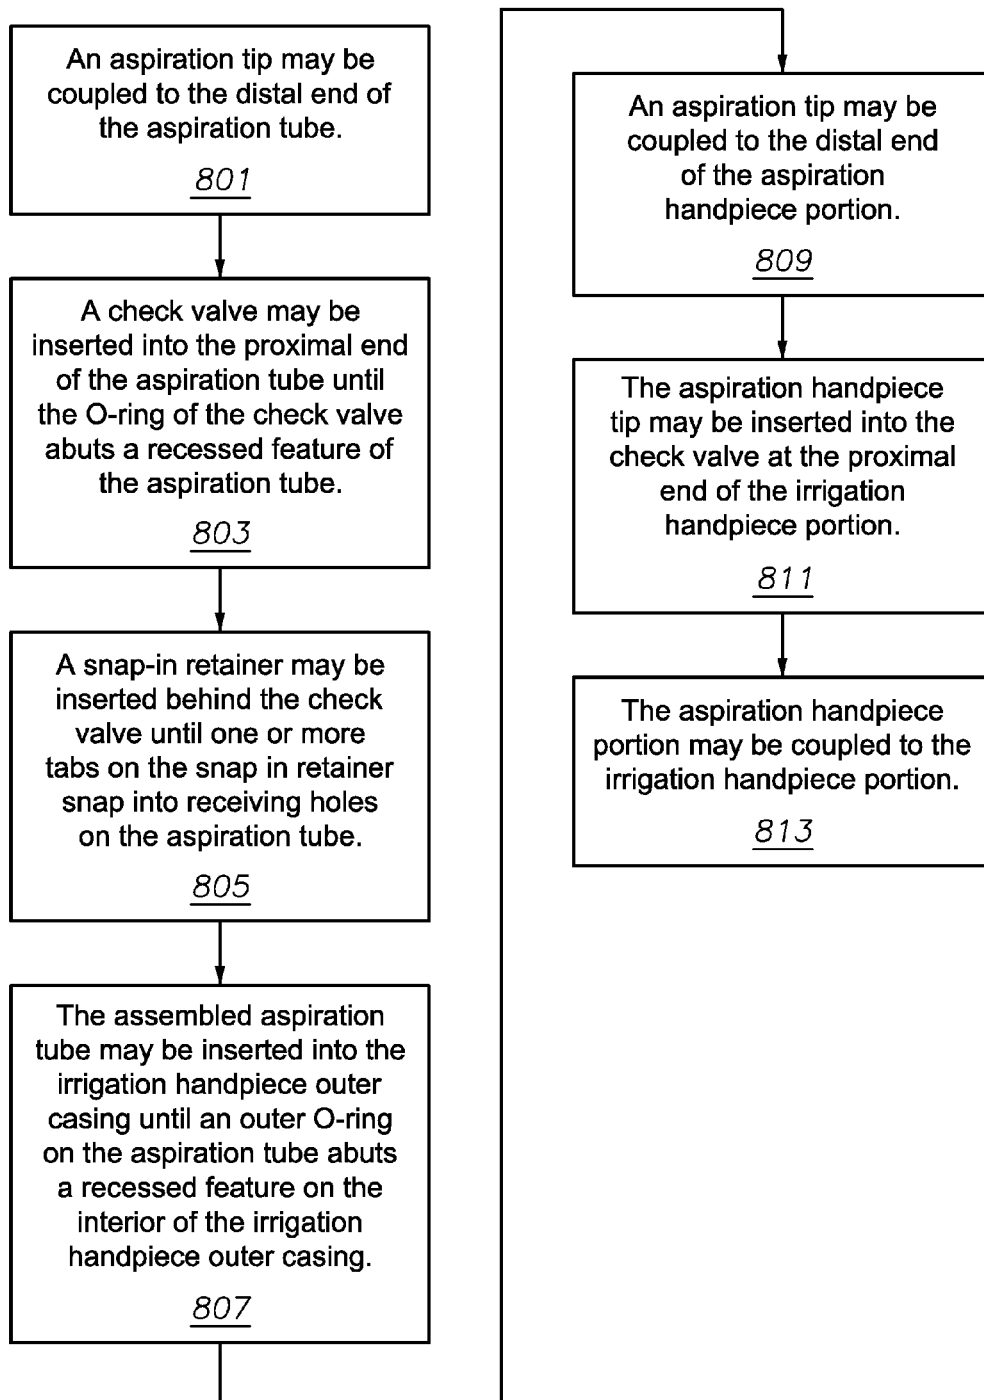 An aspiration tip may be
coupled to the distal end of
the aspiration tube.
801
A check valve may be
inserted into the proximal end
of the aspiration tube until
the O-ring of the check valve
abuts a recessed feature of
the aspiration tube.
803
A snap-in retainer may be
inserted behind the check
valve until one or more
tabs on the snap in retainer
snap into receiving holes
on the aspiration tube.
805
The assembled aspiration
tube may be inserted into the
irrigation handpiece outer
casing until an outer O-ring
on the aspiration tube abuts
a recessed feature on the
interior of the irrigation
handpiece outer casing.
807
An aspiration tip may be
coupled to the distal end
of the aspiration
handpiece portion.
809
The aspiration handpiece
tip may be inserted into the
check valve at the proximal
end of the irrigation
handpiece portion.
811
The aspiration handpiece
portion may be coupled to the
irrigation handpiece portion.
813